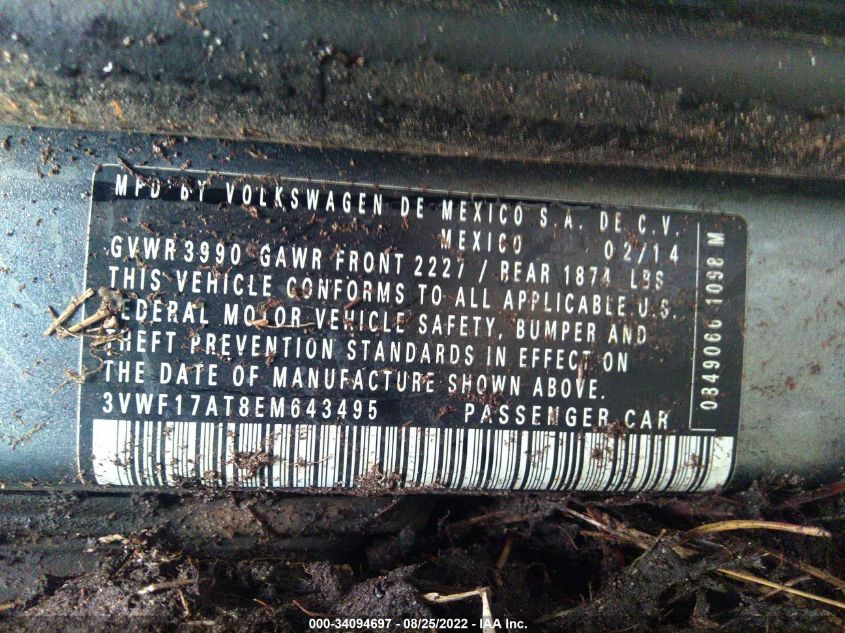 MFD BY VOLKSWAGEN DE MEXICO S.A. DE C.V.
MEXICO 02/14
GVWR 3990 GAWR FRONT 2227 / REAR 1874 LBS
THIS VEHICLE CONFORMS TO ALL APPLICABLE U.S.
FEDERAL MOTOR VEHICLE SAFETY, BUMPER AND
THEFT PREVENTION STANDARDS IN EFFECT ON
THE DATE OF MANUFACTURE SHOWN ABOVE.
3VWF17AT8EM643495 PASSENGER CAR
0849066 1098 M
000-34094697 - 08/25/2022 - IAA Inc.